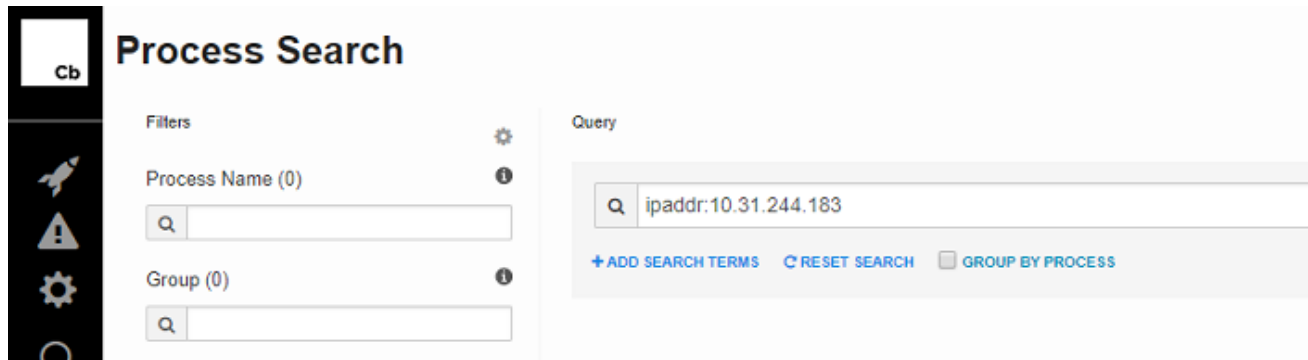 Cb
Process Search
Filters
Process Name (0)
Group (0)
Query
ipaddr:10.31.244.183
+ ADD SEARCH TERMS RESET SEARCH GROUP BY PROCESS